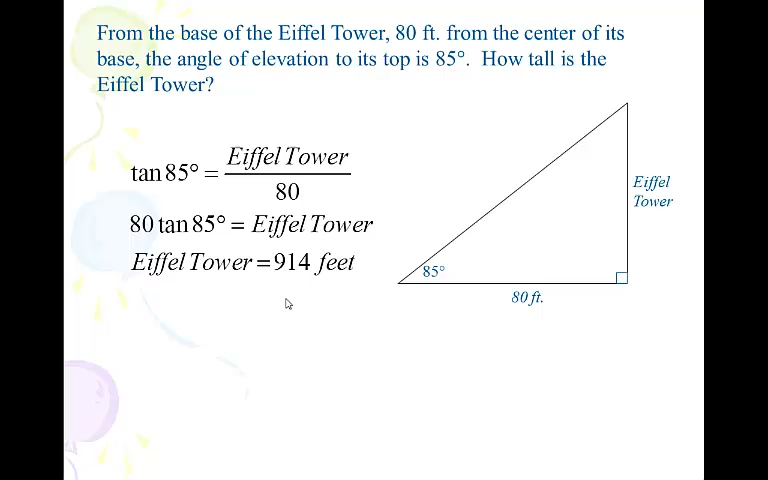 From the base of the Eiffel Tower, 80 ft. from the center of its
base, the angle of elevation to its top is 85°. How tall is the
Eiffel Tower?
tan 85° = Eiffel Tower / 80
80 tan 85° = Eiffel Tower
Eiffel Tower = 914 feet
Eiffel
Tower
85°
80 ft.